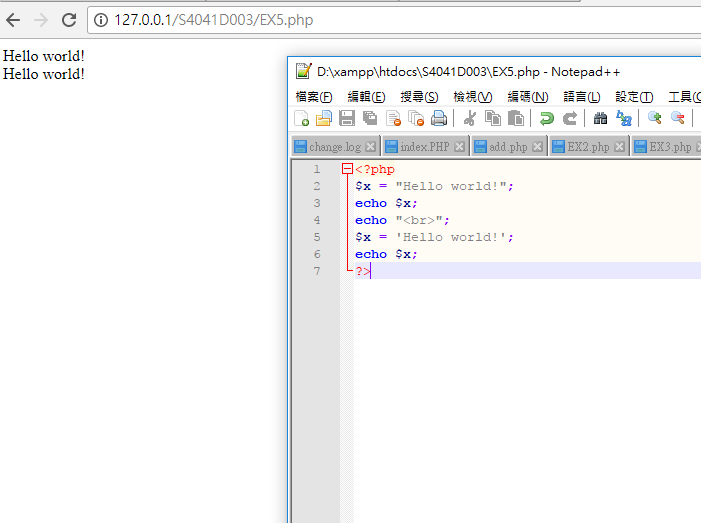 127.0.0.1/S4041D003/EX5.php
Hello world!
Hello world!
D:\xampp\htdocs\S4041D003\EX5.php - Notepad++
檔案(F) 編輯(E) 搜尋(S) 檢視(V) 編碼(N) 語言(L) 設定(T) 工具(O
change.log index.PHP add.php EX2.php EX3.php
1 <?php
2 $x = "Hello world!";
3 echo $x;
4 echo "<br>";
5 $x = 'Hello world!';
6 echo $x;
7 ?>